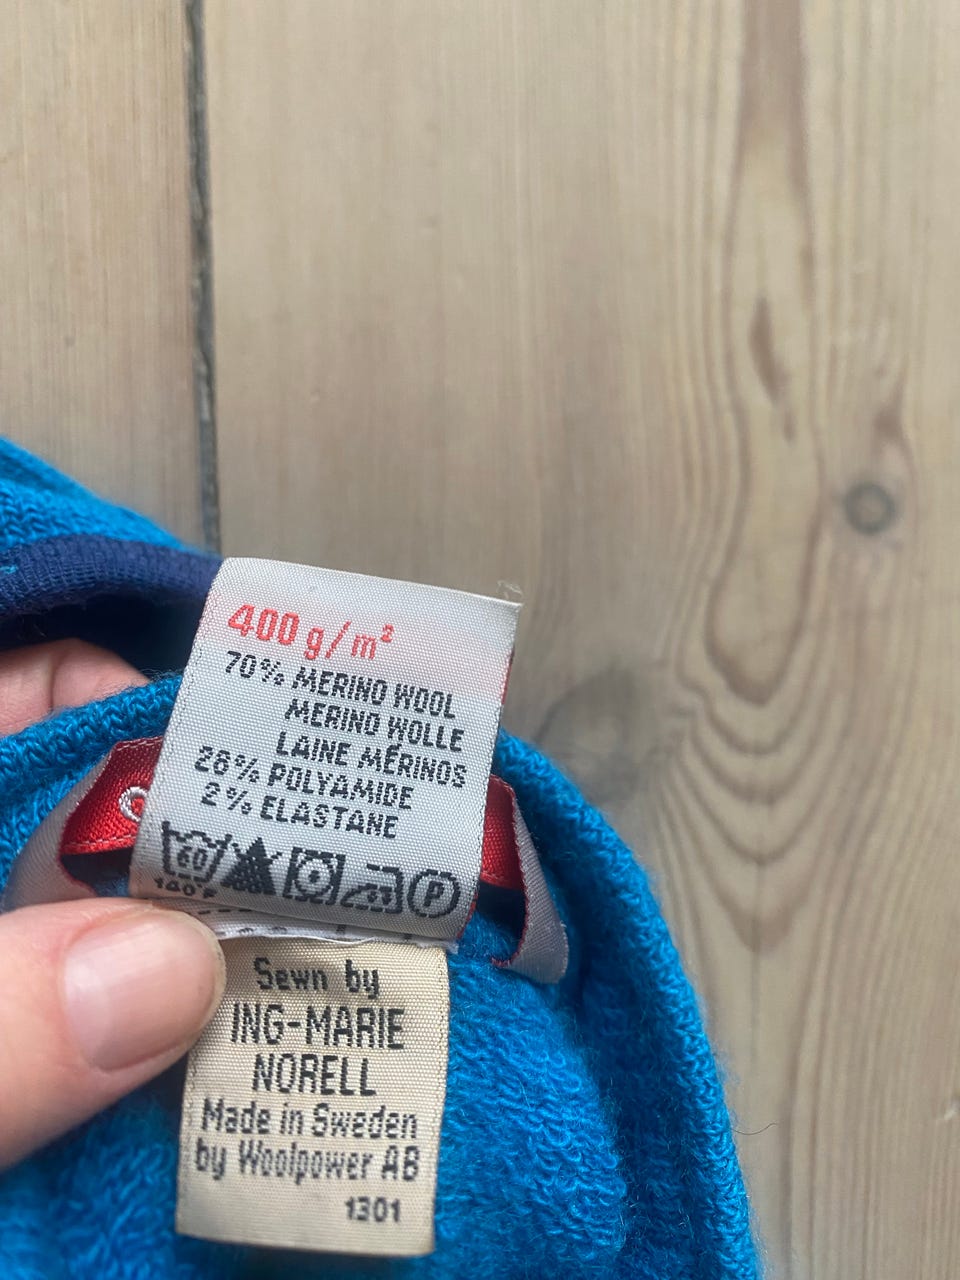 400 g/m²
70% MERINO WOOL
MERINO WOLLE
LAINE MÉRINOS
28% POLYAMIDE
2% ELASTANE
60
140°F
P
Sewn by
ING-MARIE
NORELL
Made in Sweden
by Woolpower AB
1301